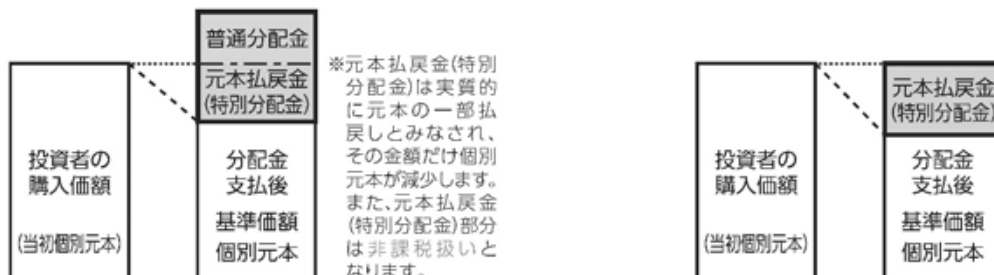 普通分配金
元本払戻金
(特別分配金)
投資者の
購入価額
(当初個別元本)
分配金
支払後
基準価額
個別元本
※元本払戻金(特別
分配金)は実質的
に元本の一部払
戻しとみなされ、
その金額だけ個別
元本が減少します。
また、元本払戻金
(特別分配金)部分
は非課税扱いと
なります。
元本払戻金
(特別分配金)
投資者の
購入価額
(当初個別元本)
分配金
支払後
基準価額
個別元本